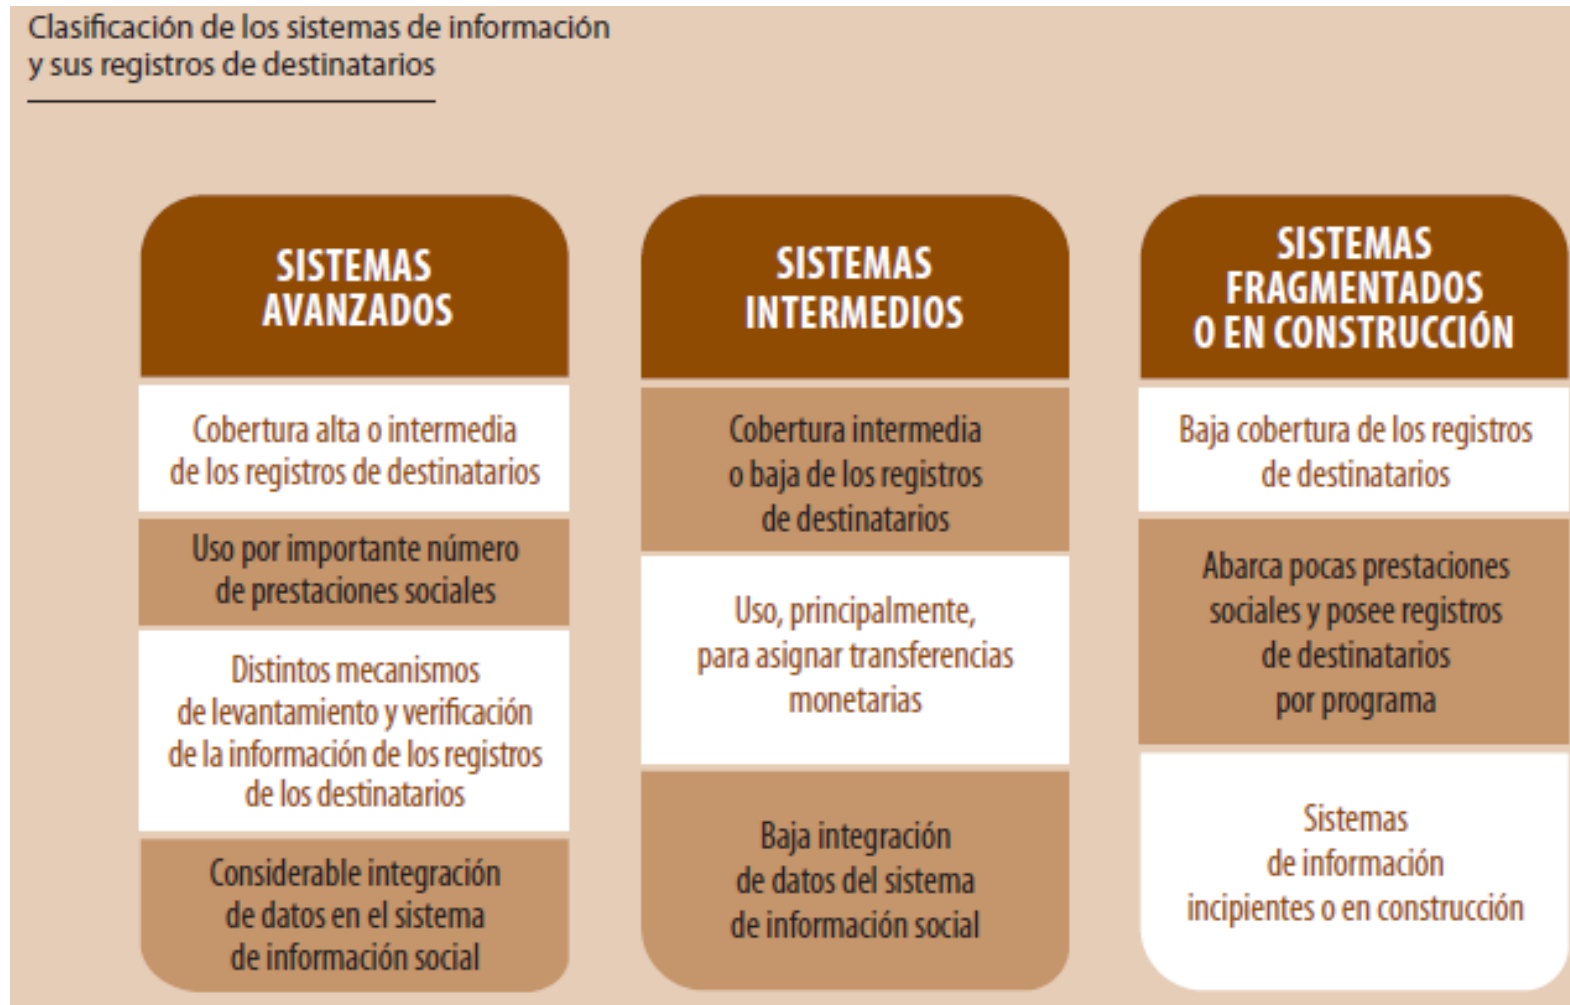 Clasificación de los sistemas de información
y sus registros de destinatarios
SISTEMAS
AVANZADOS
Cobertura alta o intermedia
de los registros de destinatarios
Uso por importante número
de prestaciones sociales
Distintos mecanismos
de levantamiento y verificación
de la información de los registros
de los destinatarios
Considerable integración
de datos en el sistema
de información social
SISTEMAS
INTERMEDIOS
Cobertura intermedia
o baja de los registros
de destinatarios
Uso, principalmente,
para asignar transferencias
monetarias
Baja integración
de datos del sistema
de información social
SISTEMAS
FRAGMENTADOS
O EN CONSTRUCCIÓN
Baja cobertura de los registros
de destinatarios
Abarca pocas prestaciones
sociales y posee registros
de destinatarios
por programa
Sistemas
de información
incipientes o en construcción